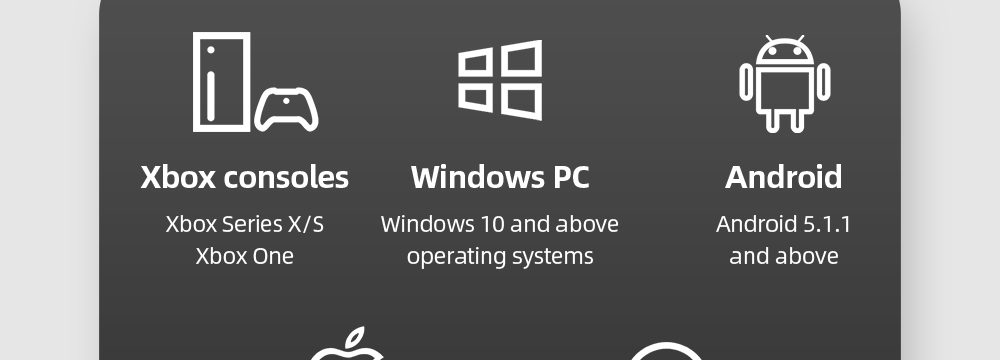 Xbox consoles
Xbox Series X/S
Xbox One
Windows PC
Windows 10 and above
operating systems
Android
Android 5.1.1
and above